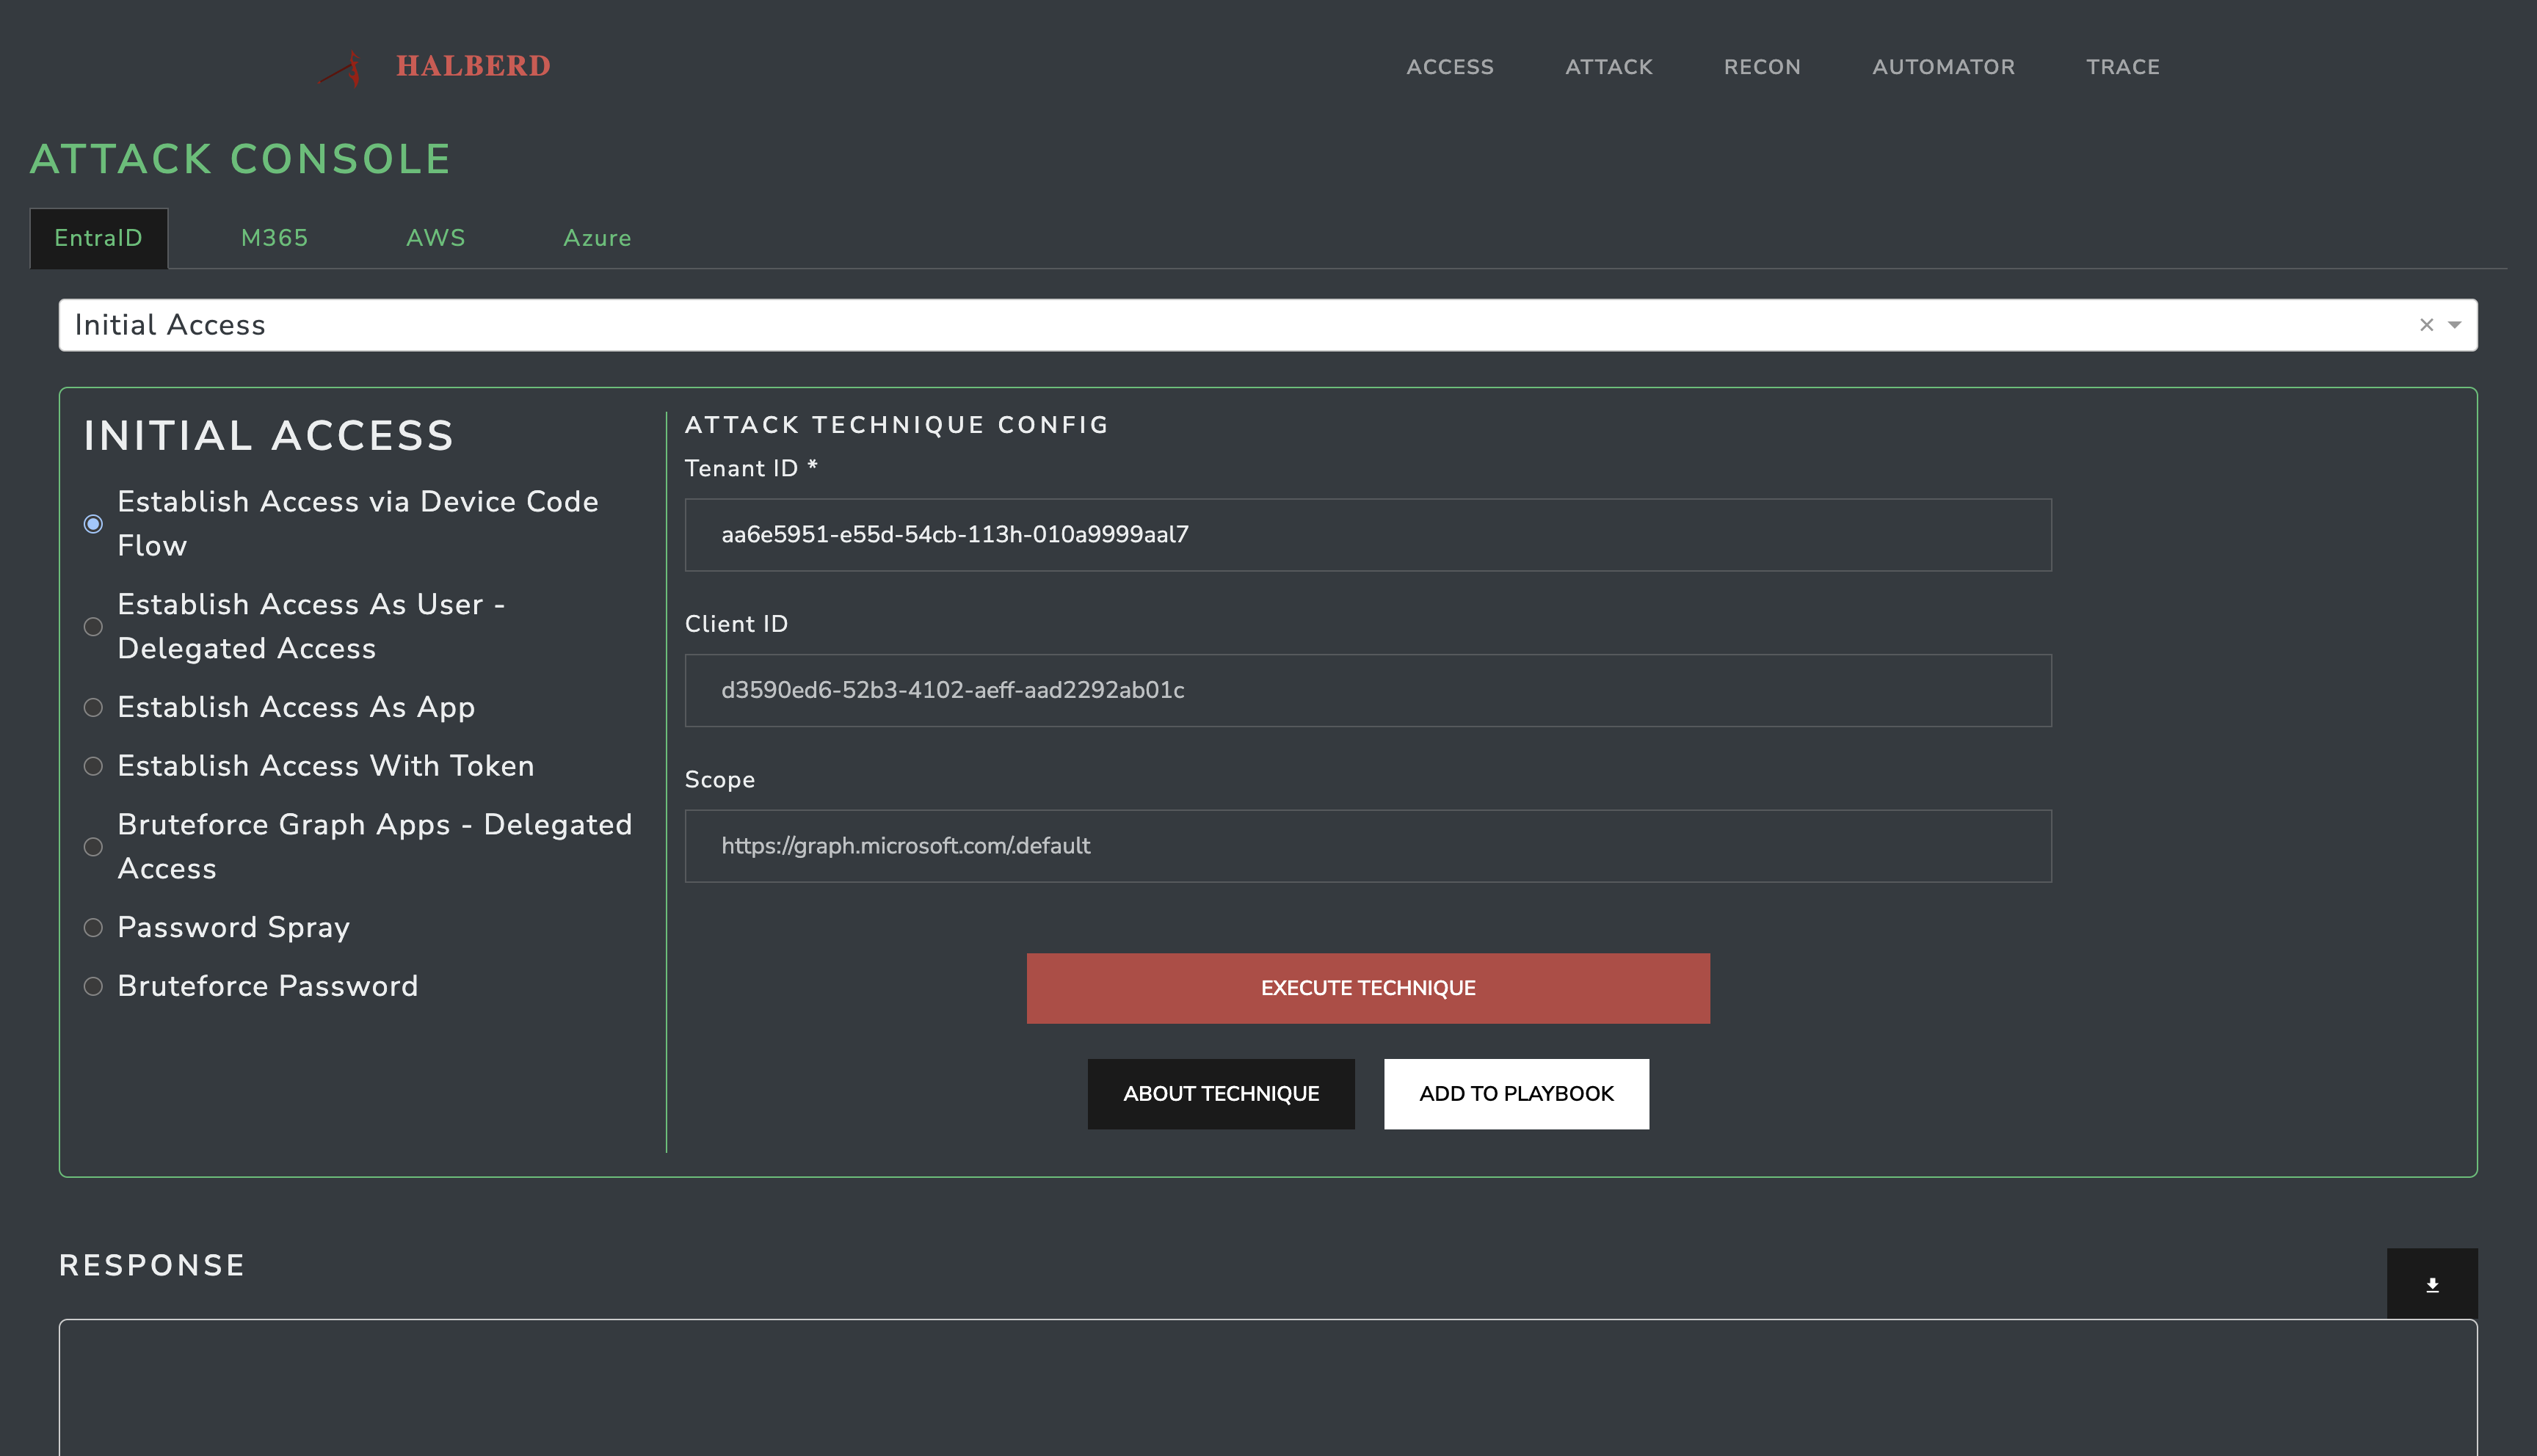 HALBERD
ACCESS
ATTACK
RECON
AUTOMATOR
TRACE
ATTACK CONSOLE
EntraID
M365
AWS
Azure
Initial Access
INITIAL ACCESS
Establish Access via Device Code
Flow
Establish Access As User -
Delegated Access
Establish Access As App
Establish Access With Token
Bruteforce Graph Apps - Delegated
Access
Password Spray
Bruteforce Password
ATTACK TECHNIQUE CONFIG
Tenant ID *
aa6e5951-e55d-54cb-113h-010a9999aal7
Client ID
d3590ed6-52b3-4102-aeff-aad2292ab01c
Scope
https://graph.microsoft.com/.default
EXECUTE TECHNIQUE
ABOUT TECHNIQUE
ADD TO PLAYBOOK
RESPONSE